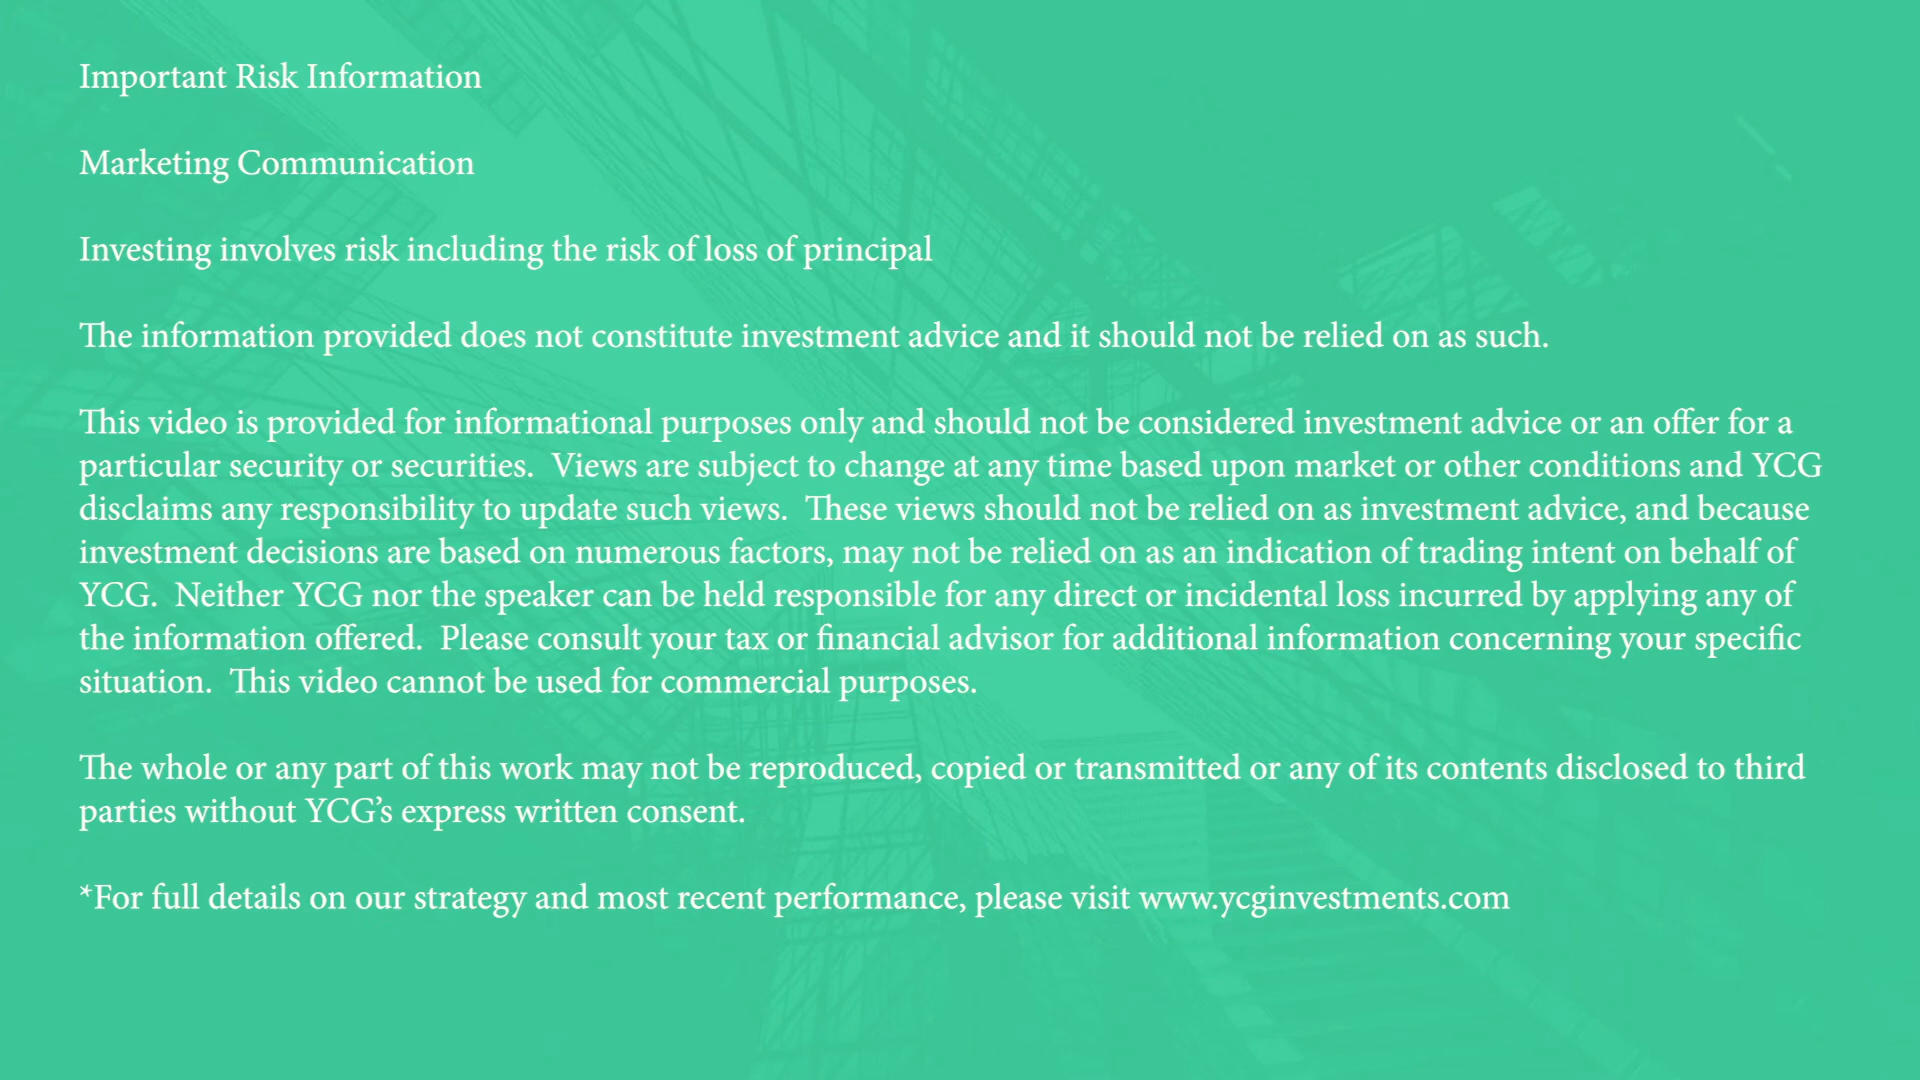 Important Risk Information
Marketing Communication
Investing involves risk including the risk of loss of principal
The information provided does not constitute investment advice and it should not be relied on as such.
This video is provided for informational purposes only and should not be considered investment advice or an offer for a
particular security or securities.  Views are subject to change at any time based upon market or other conditions and YCG
disclaims any responsibility to update such views.  These views should not be relied on as investment advice, and because
investment decisions are based on numerous factors, may not be relied on as an indication of trading intent on behalf of
YCG.  Neither YCG nor the speaker can be held responsible for any direct or incidental loss incurred by applying any of
the information offered.  Please consult your tax or financial advisor for additional information concerning your specific
situation.  This video cannot be used for commercial purposes.
The whole or any part of this work may not be reproduced, copied or transmitted or any of its contents disclosed to third
parties without YCG’s express written consent.
*For full details on our strategy and most recent performance, please visit www.ycginvestments.com